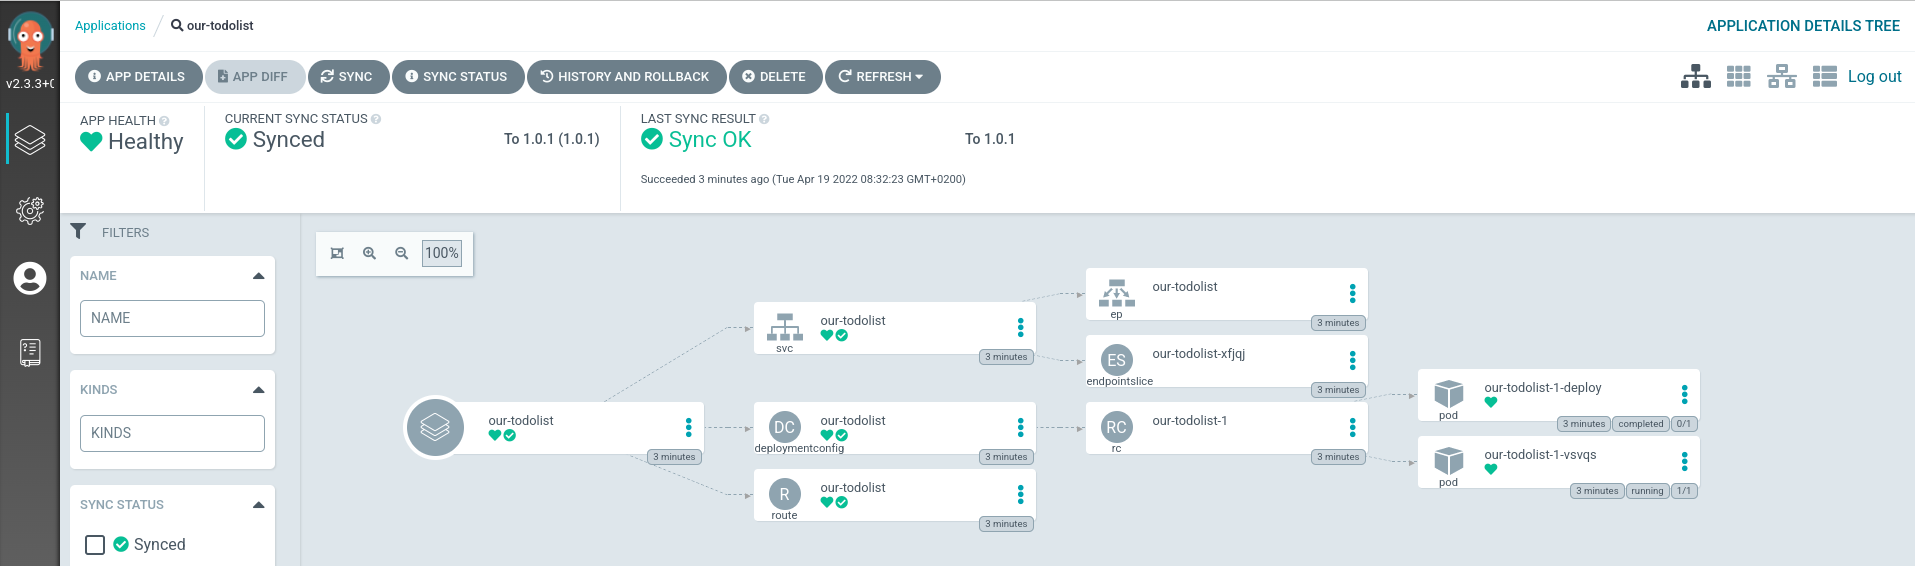 Applications / our-todolist
APPLICATION DETAILS TREE
v2.3.3+
APP DETAILS
APP DIFF
SYNC
SYNC STATUS
HISTORY AND ROLLBACK
DELETE
REFRESH
Log out
APP HEALTH
Healthy
CURRENT SYNC STATUS
Synced
To 1.0.1 (1.0.1)
LAST SYNC RESULT
Sync OK
To 1.0.1
Succeeded 3 minutes ago (Tue Apr 19 2022 08:32:23 GMT+0200)
FILTERS
NAME
NAME
KINDS
KINDS
SYNC STATUS
Synced
100%
our-todolist
3 minutes
our-todolist
svc
3 minutes
DC
our-todolist
deploymentconfig
3 minutes
R
our-todolist
route
3 minutes
our-todolist
ep
3 minutes
ES
our-todolist-xfjqj
endpointslice
3 minutes
RC
our-todolist-1
rc
3 minutes
our-todolist-1-deploy
pod
3 minutes completed 0/1
our-todolist-1-vsvqs
pod
3 minutes running 1/1